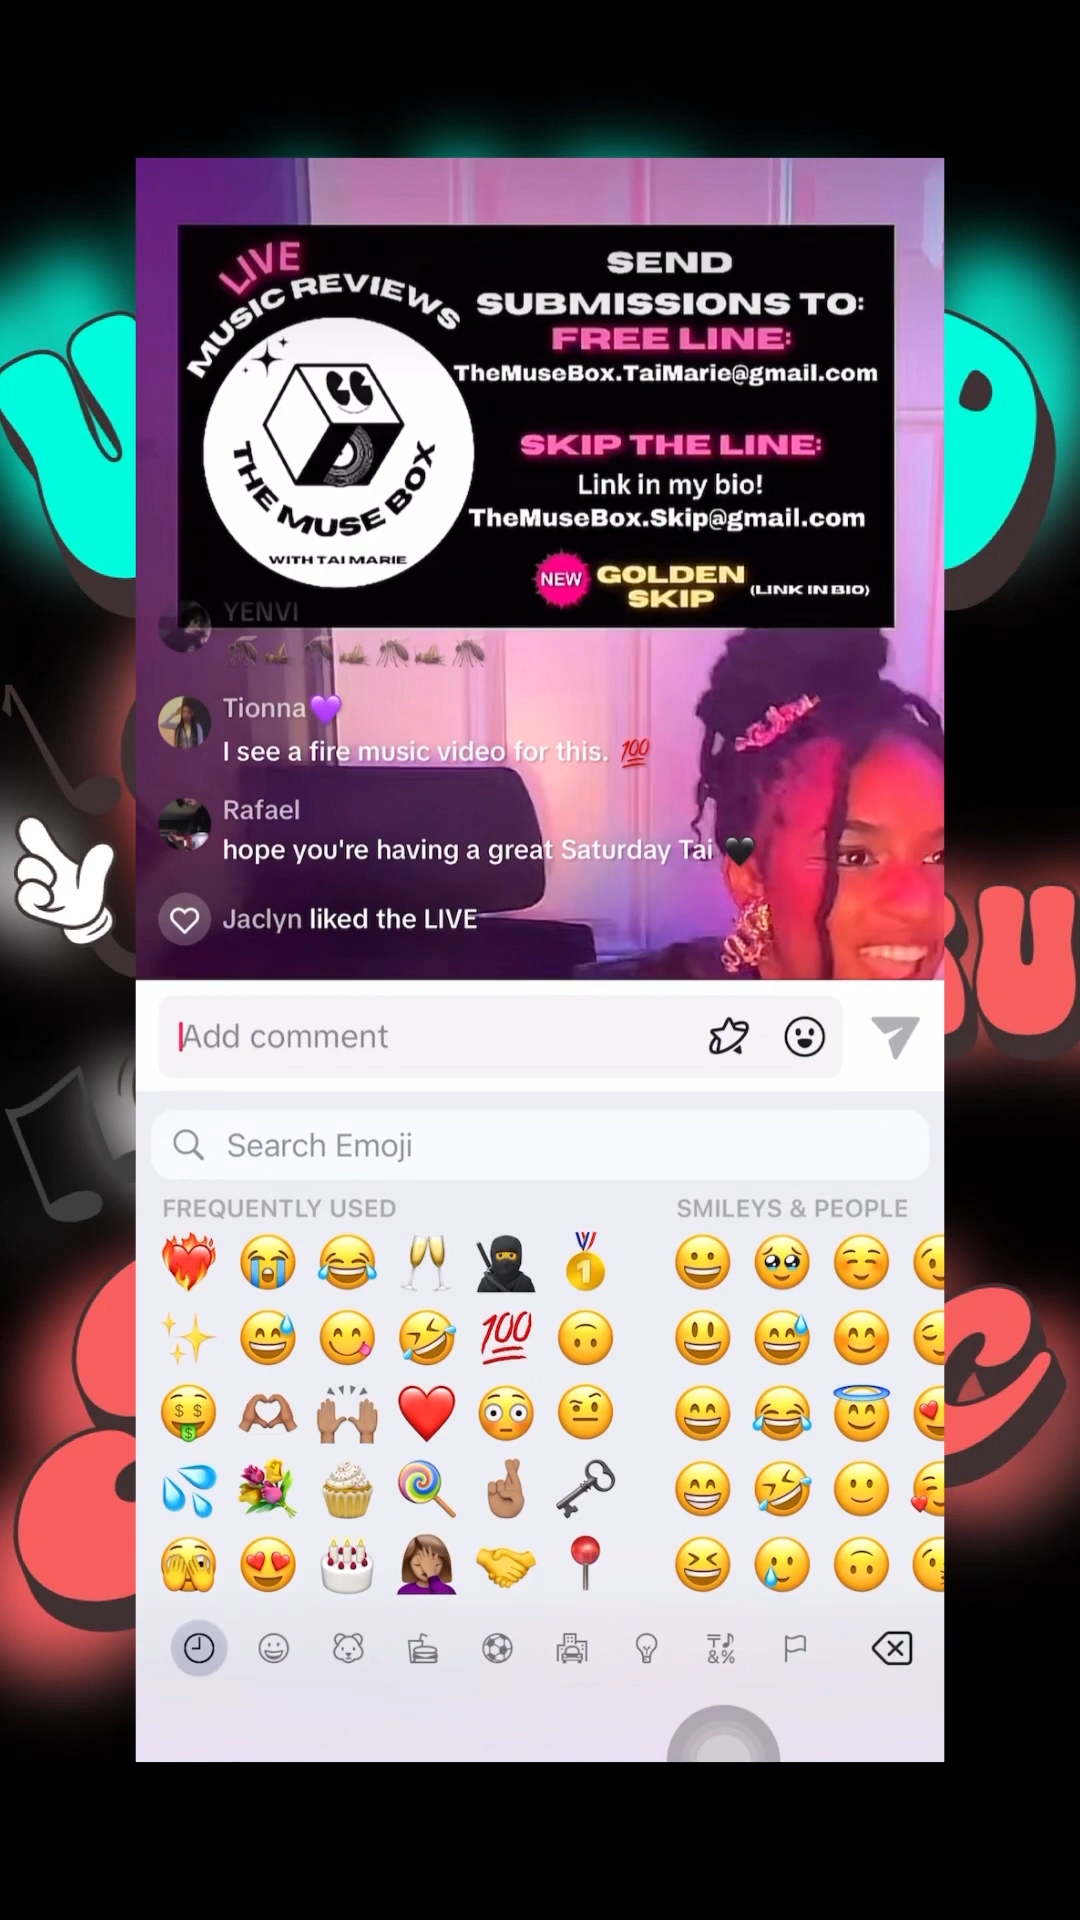 LIVE
MUSIC REVIEWS
THE MUSE BOX
WITH TAI MARIE
SEND
SUBMISSIONS TO:
FREE LINE:
TheMuseBox.TaiMarie@gmail.com
SKIP THE LINE:
Link in my bio!
TheMuseBox.Skip@gmail.com
NEW
GOLDEN
SKIP
(LINK IN BIO)
YENVI
🦟🦗🦟🦗🦟🦗🦟
Tionna💜
I see a fire music video for this. 💯
Rafael
hope you're having a great Saturday Tai 🖤
Jaclyn liked the LIVE
Add comment
Search Emoji
FREQUENTLY USED
SMILEYS & PEOPLE